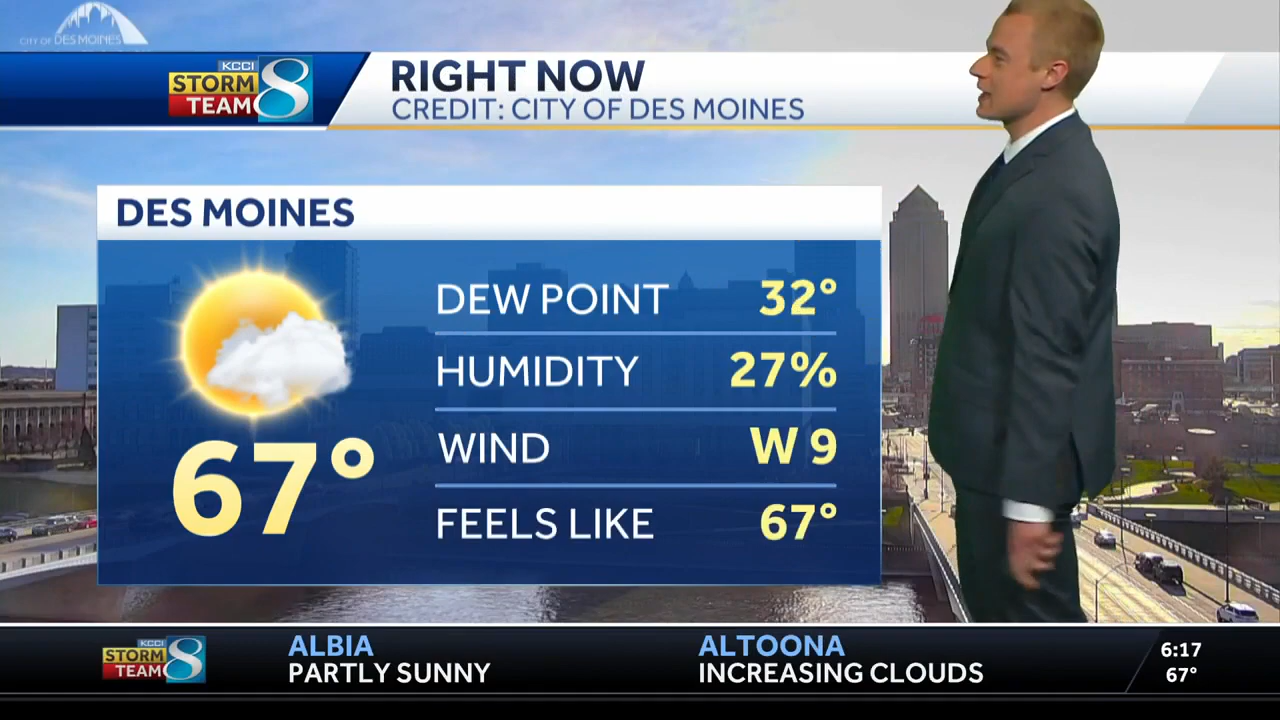 CITY OF DES MOINES
KCCI
STORM
TEAM 8
RIGHT NOW
CREDIT: CITY OF DES MOINES
DES MOINES
67°
DEW POINT 32°
HUMIDITY 27%
WIND W 9
FEELS LIKE 67°
KCCI
STORM
TEAM 8
ALBIA
PARTLY SUNNY
ALTOONA
INCREASING CLOUDS
6:17
67°